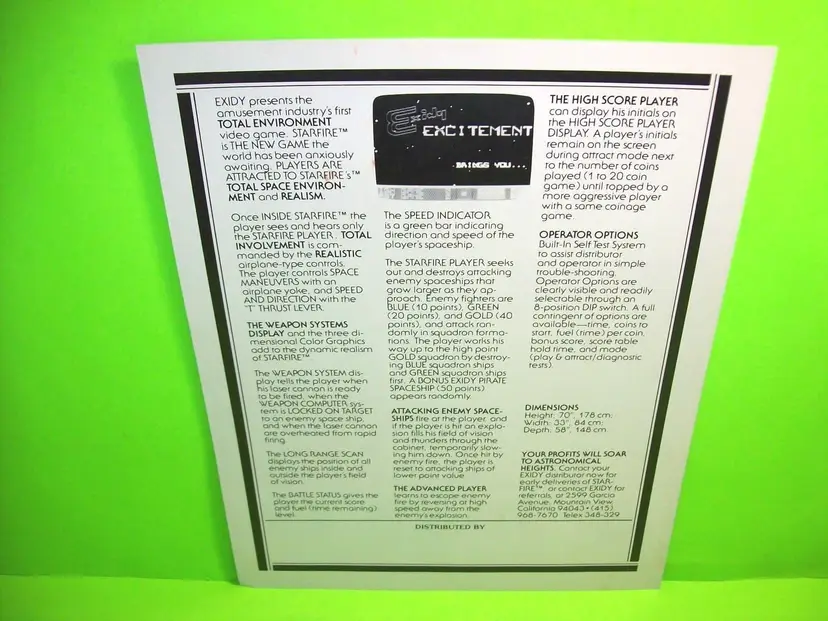 EXIDY presents the
amusement industry's first
TOTAL ENVIRONMENT
video game. STARFIRE™
is THE NEW GAME the
world has been anxiously
awaiting. PLAYERS ARE
ATTRACTED TO STARFIRE's™
TOTAL SPACE ENVIRON-
MENT and REALISM.
Once INSIDE STARFIRE™ the
player sees and hears only
the STARFIRE PLAYER. TOTAL
INVOLVEMENT is com-
manded by the REALISTIC
airplane-type controls.
The player controls SPACE
MANEUVERS with an
airplane yoke, and SPEED
AND DIRECTION with the
"T" THRUST LEVER.
THE WEAPON SYSTEMS
DISPLAY and the three di-
mensional Color Graphics
add to the dynamic realism
of STARFIRE™
The WEAPON SYSTEM dis-
play tells the player when
his laser cannon is ready
to be fired, when the
WEAPON COMPUTER sys-
tem is LOCKED ON TARGET
to an enemy space ship,
and when the laser cannon
are overheated from rapid
firing.
The LONG RANGE SCAN
displays the position of all
enemy ships inside and
outside the player's field
of vision.
The BATTLE STATUS gives the
player the current score
and fuel (time remaining)
level.
Exidy
EXCITEMENT
BRINGS YOU...
The SPEED INDICATOR
is a green bar indicating
direction and speed of the
player's spaceship.
The STARFIRE PLAYER seeks
out and destroys attacking
enemy spaceships that
grow larger as they ap-
proach. Enemy fighters are
BLUE (10 points), GREEN
(20 points), and GOLD (40
points), and attack ran-
domly in squadron forma-
tions. The player works his
way up to the high point
GOLD squadron by destroy-
ing BLUE squadron ships
and GREEN squadron ships
first. A BONUS EXIDY PIRATE
SPACESHIP (50 points)
appears randomly.
ATTACKING ENEMY SPACE-
SHIPS fire at the player, and
if the player is hit an explo-
sion fills his field of vision
and thunders through the
cabinet, temporarily slow-
ing him down. Once hit by
enemy fire, the player is
reset to attacking ships of
lower point value.
THE ADVANCED PLAYER
learns to escape enemy
fire by reversing at high
speed away from the
enemy's explosion.
THE HIGH SCORE PLAYER
can display his initials on
the HIGH SCORE PLAYER
DISPLAY. A player's initials
remain on the screen
during attract mode next
to the number of coins
played (1 to 20 coin
game) until topped by a
more aggressive player
with a same coinage
game.
OPERATOR OPTIONS
Built-In Self Test System
to assist distributor
and operator in simple
trouble-shooting.
Operator Options are
clearly visible and readily
selectable through an
8-position DIP switch. A full
contingent of options are
available—time, coins to
start, fuel (time) per coin,
bonus score, score table
hold time, and mode
(play & attract/diagnostic
tests).
DIMENSIONS
Height: 70", 178 cm.
Width: 33", 84 cm.
Depth: 58", 148 cm.
YOUR PROFITS WILL SOAR
TO ASTRONOMICAL
HEIGHTS. Contact your
EXIDY distributor now for
early deliveries of STAR-
FIRE™ or contact EXIDY for
referrals, at 2599 Garcia
Avenue, Mountain View,
California 94043 • (415)
968-7670 Telex 348-329
DISTRIBUTED BY